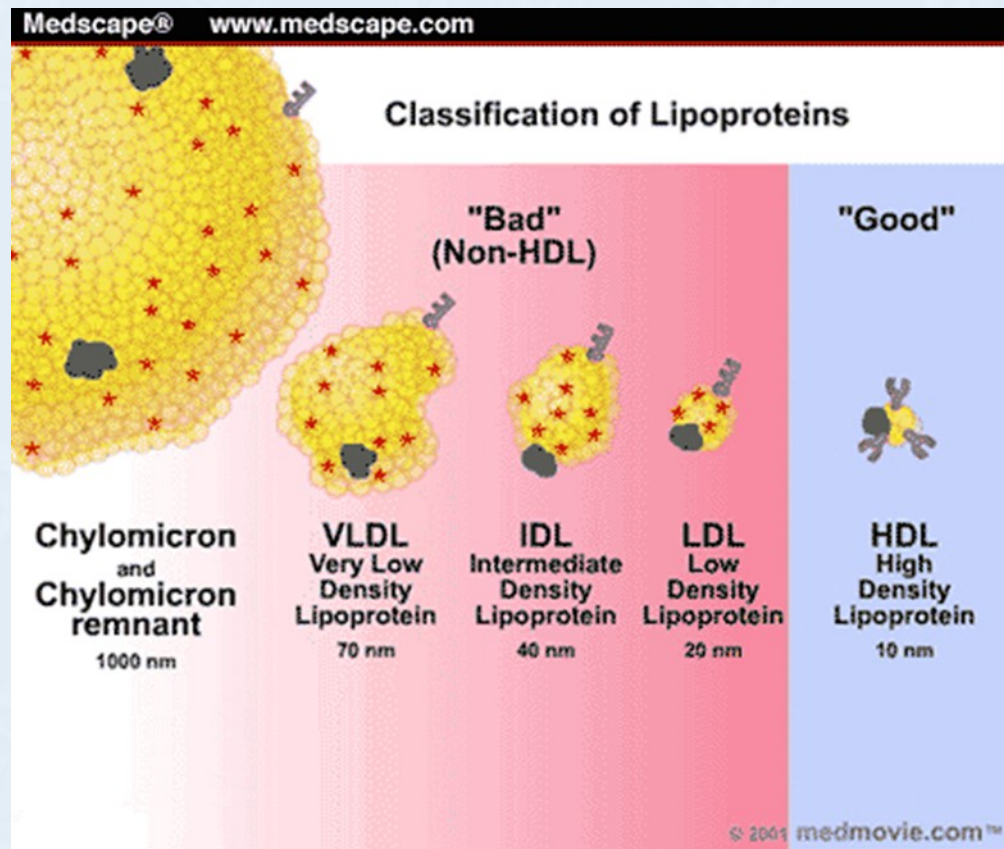 Medscape® www.medscape.com
Classification of Lipoproteins
"Bad"
(Non-HDL)
"Good"
Chylomicron
and
Chylomicron
remnant
1000 nm
VLDL
Very Low
Density
Lipoprotein
70 nm
IDL
Intermediate
Density
Lipoprotein
40 nm
LDL
Low
Density
Lipoprotein
20 nm
HDL
High
Density
Lipoprotein
10 nm
© 2001 medmovie.com™